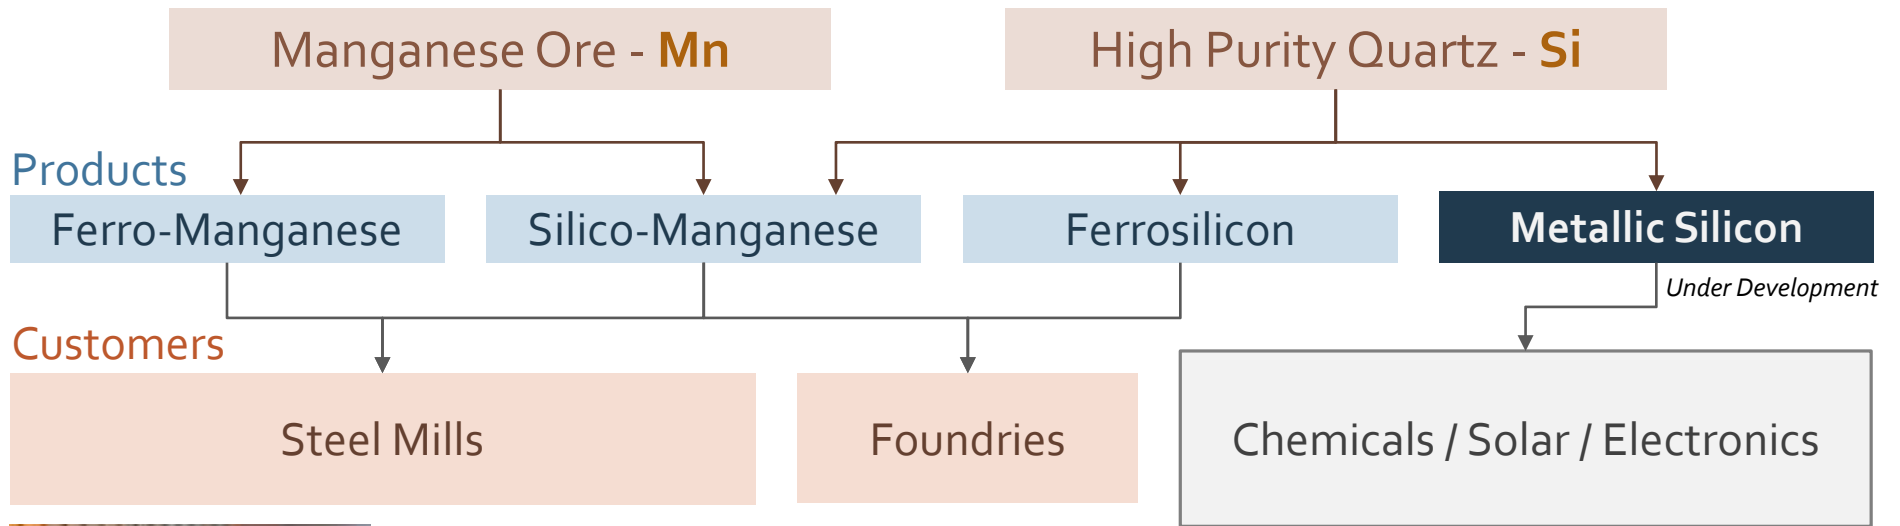 Manganese Ore - Mn
High Purity Quartz - Si
Products
Ferro-Manganese
Silico-Manganese
Ferrosilicon
Metallic Silicon
Under Development
Customers
Steel Mills
Foundries
Chemicals / Solar / Electronics